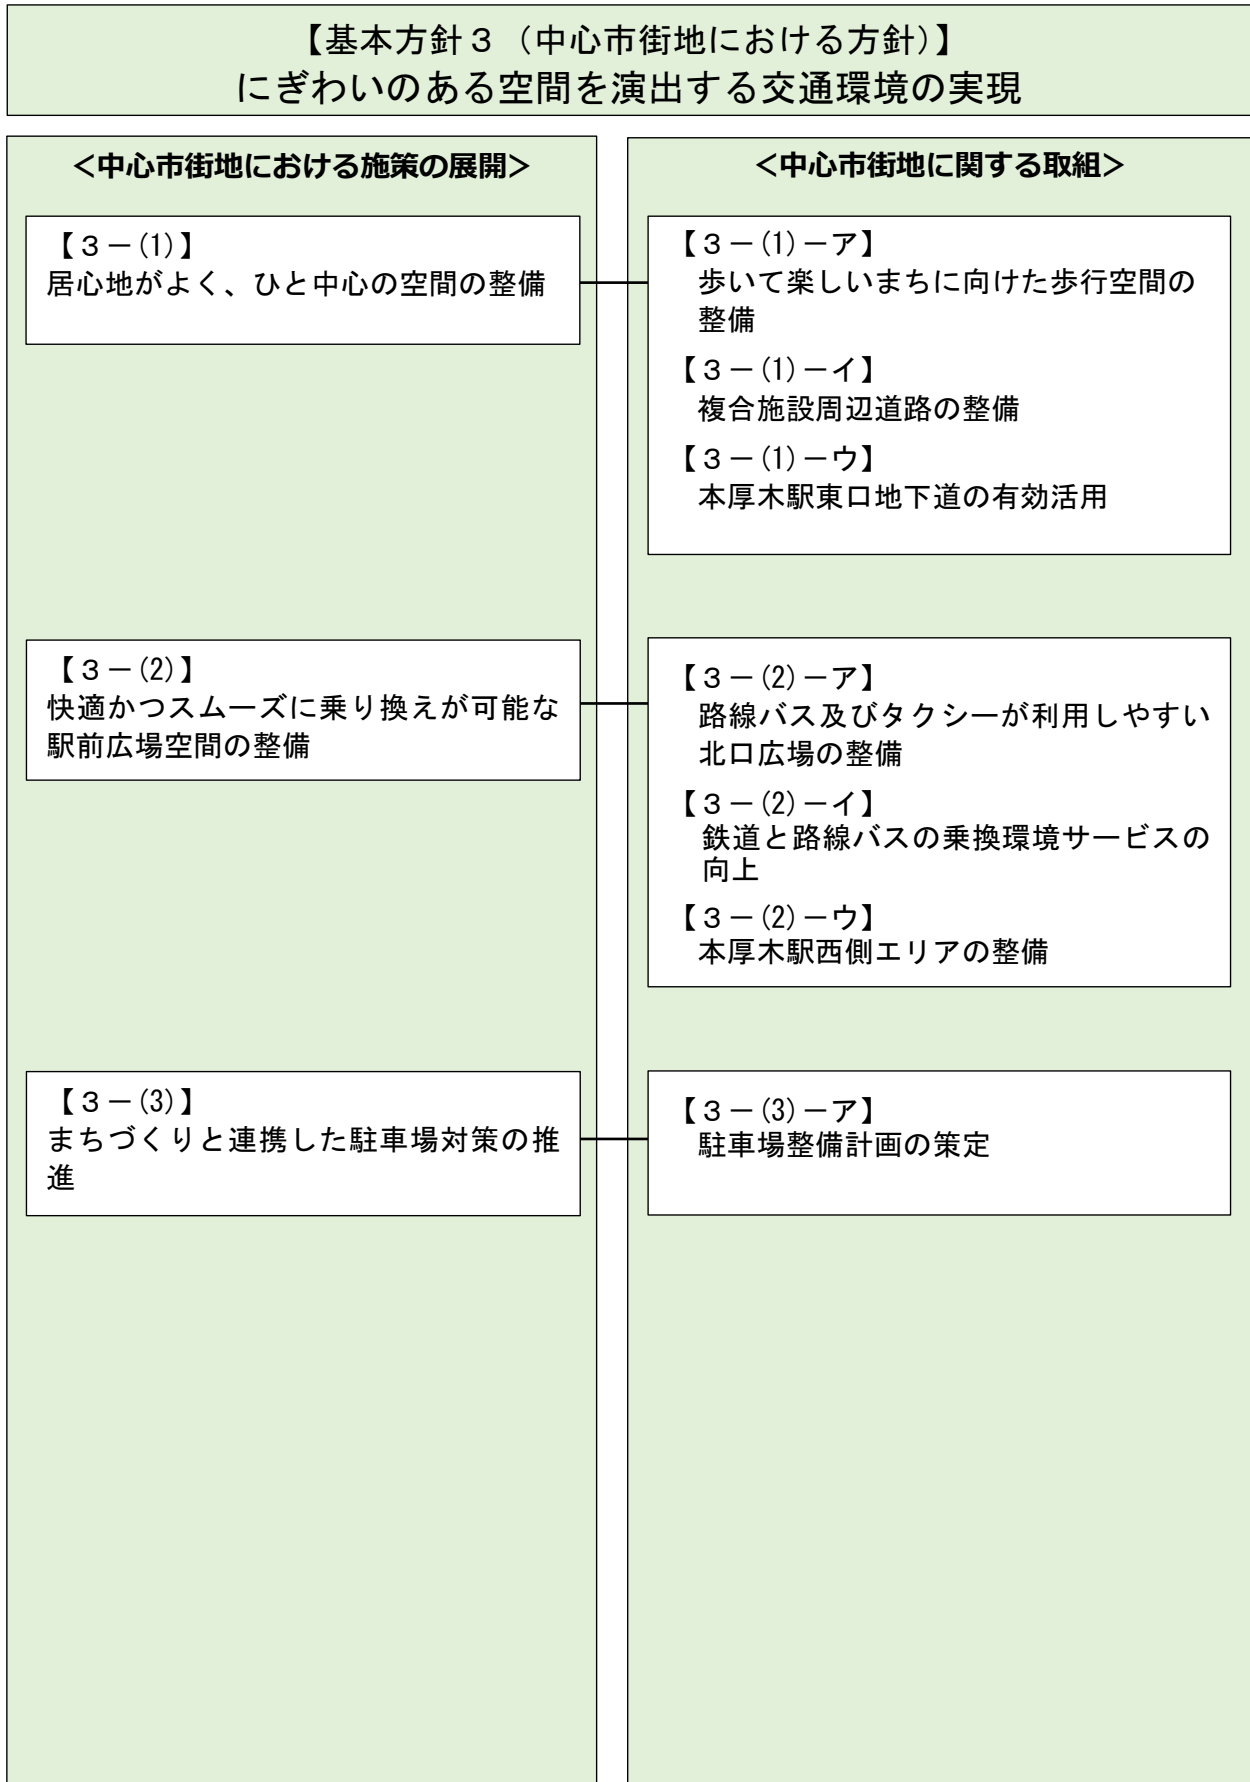 【基本方針３（中心市街地における方針）】
にぎわいのある空間を演出する交通環境の実現
＜中心市街地における施策の展開＞
【３－(1)】
居心地がよく、ひと中心の空間の整備
【３－(2)】
快適かつスムーズに乗り換えが可能な
駅前広場空間の整備
【３－(3)】
まちづくりと連携した駐車場対策の推
進
＜中心市街地に関する取組＞
【３－(1)－ア】
歩いて楽しいまちに向けた歩行空間の
整備
【３－(1)－イ】
複合施設周辺道路の整備
【３－(1)－ウ】
本厚木駅東口地下道の有効活用
【３－(2)－ア】
路線バス及びタクシーが利用しやすい
北口広場の整備
【３－(2)－イ】
鉄道と路線バスの乗換環境サービスの
向上
【３－(2)－ウ】
本厚木駅西側エリアの整備
【３－(3)－ア】
駐車場整備計画の策定